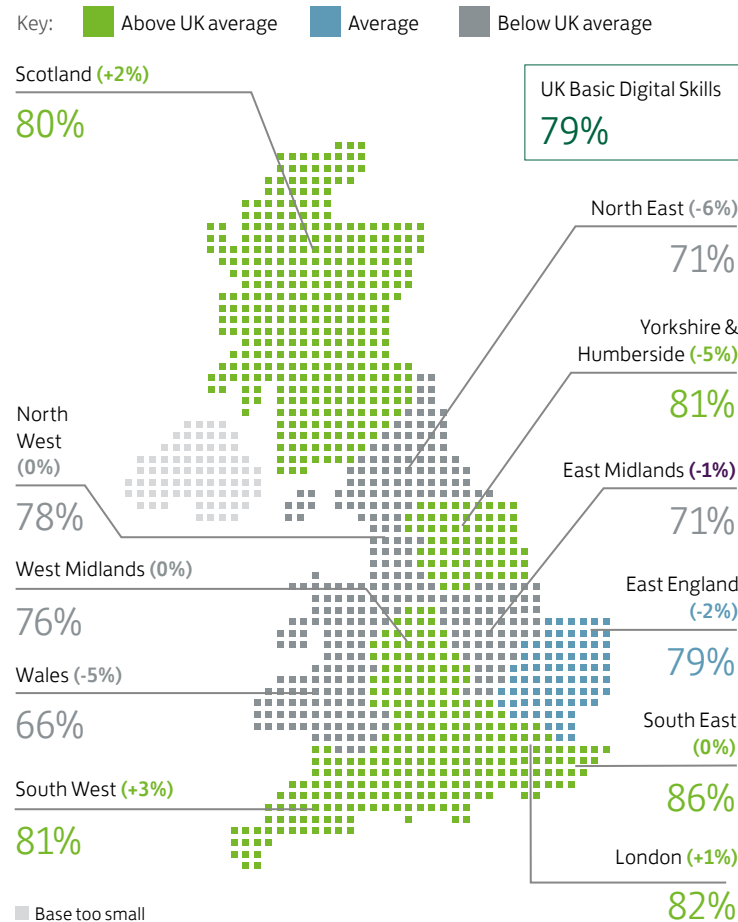 Key: Above UK average Average Below UK average
Scotland (+2%)
80%
UK Basic Digital Skills
79%
North East (-6%)
71%
Yorkshire &
Humberside (-5%)
81%
North
West
(0%)
78%
East Midlands (-1%)
71%
West Midlands (0%)
76%
East England
(-2%)
79%
Wales (-5%)
66%
South East
(0%)
86%
South West (+3%)
81%
London (+1%)
82%
Base too small